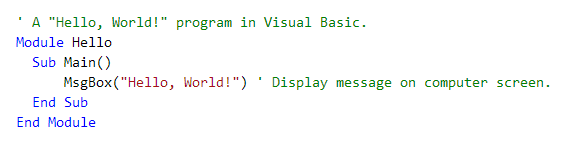 ' A "Hello, World!" program in Visual Basic.
Module Hello
  Sub Main()
      MsgBox("Hello, World!") ' Display message on computer screen.
  End Sub
End Module